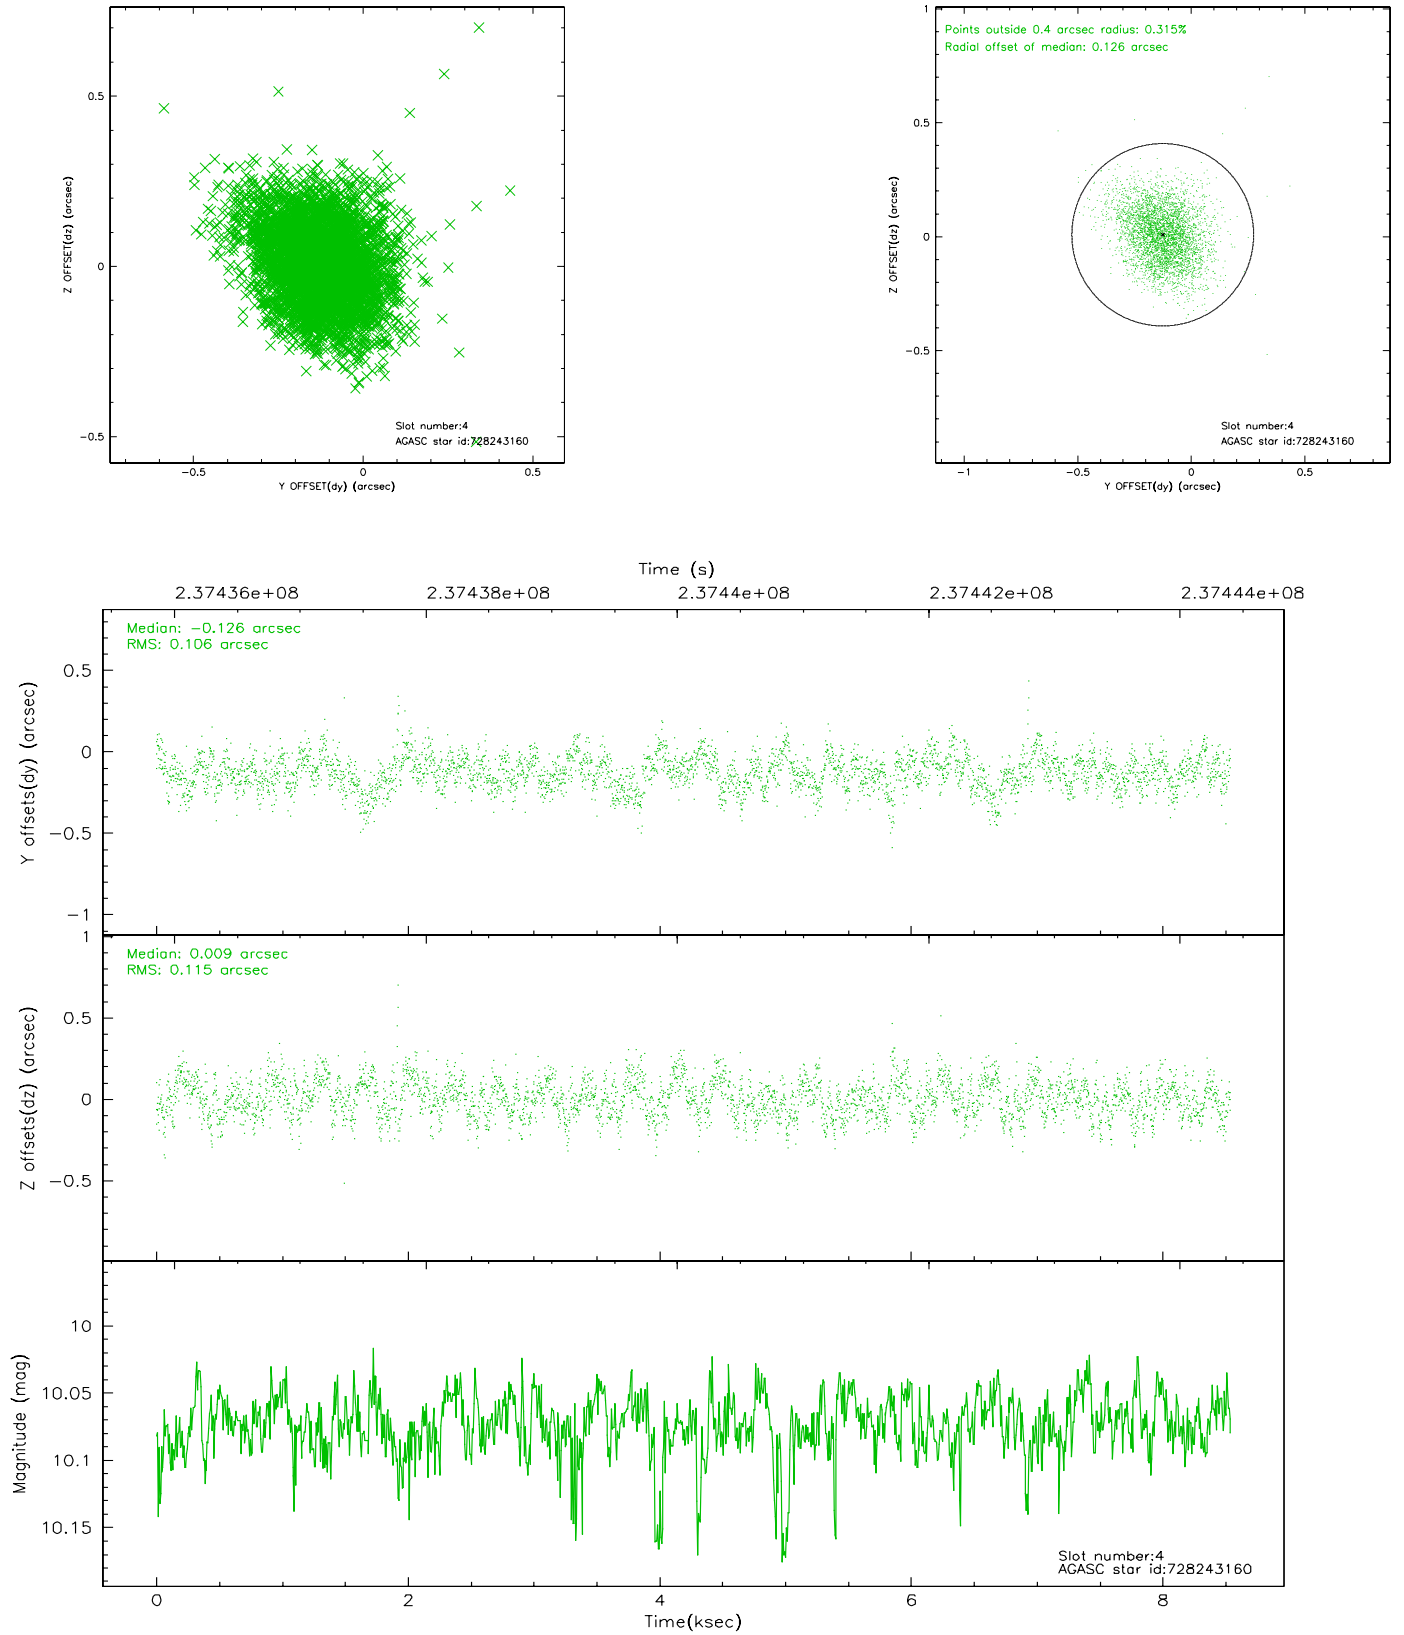 0.5
0
−0.5
Z OFFSET(dz) (arcsec)
Slot number:4
AGASC star id:728243160
−0.5
0
0.5
Y OFFSET(dy) (arcsec)
1
0.5
0
−0.5
Z OFFSET(dz) (arcsec)
Points outside 0.4 arcsec radius: 0.315%
Radial offset of median: 0.126 arcsec
Slot number:4
AGASC star id:728243160
−1
−0.5
0
0.5
Y OFFSET(dy) (arcsec)
Time (s)
2.37436e+08
2.37438e+08
2.3744e+08
2.37442e+08
2.37444e+08
Median: −0.126 arcsec
RMS: 0.106 arcsec
0.5
0
−0.5
−1
Y offsets(dy) (arcsec)
Median: 0.009 arcsec
RMS: 0.115 arcsec
1
0.5
0
−0.5
Z offsets(dz) (arcsec)
10
10.05
10.1
10.15
Magnitude (mag)
Slot number:4
AGASC star id:728243160
0
2
4
6
8
Time(ksec)